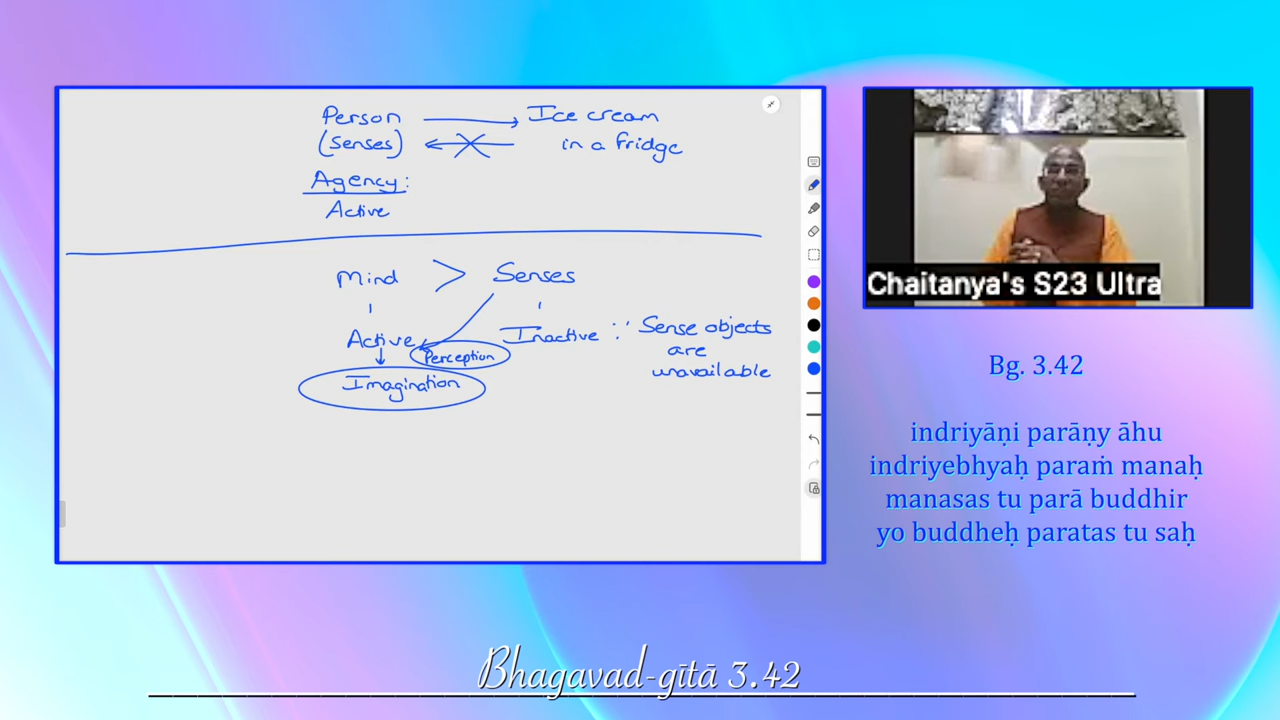 Person → Ice cream
(Senses) ← in a fridge
Agency:
Active
Mind > Senses
Active Inactive ∵ Sense objects
Perception are
Imagination unavailable
Chaitanya's S23 Ultra
Bg. 3.42
indriyāṇi parāṇy āhu
indriyebhyaḥ paraṁ manaḥ
manasas tu parā buddhir
yo buddheḥ paratas tu saḥ
Bhagavad-gītā 3.42